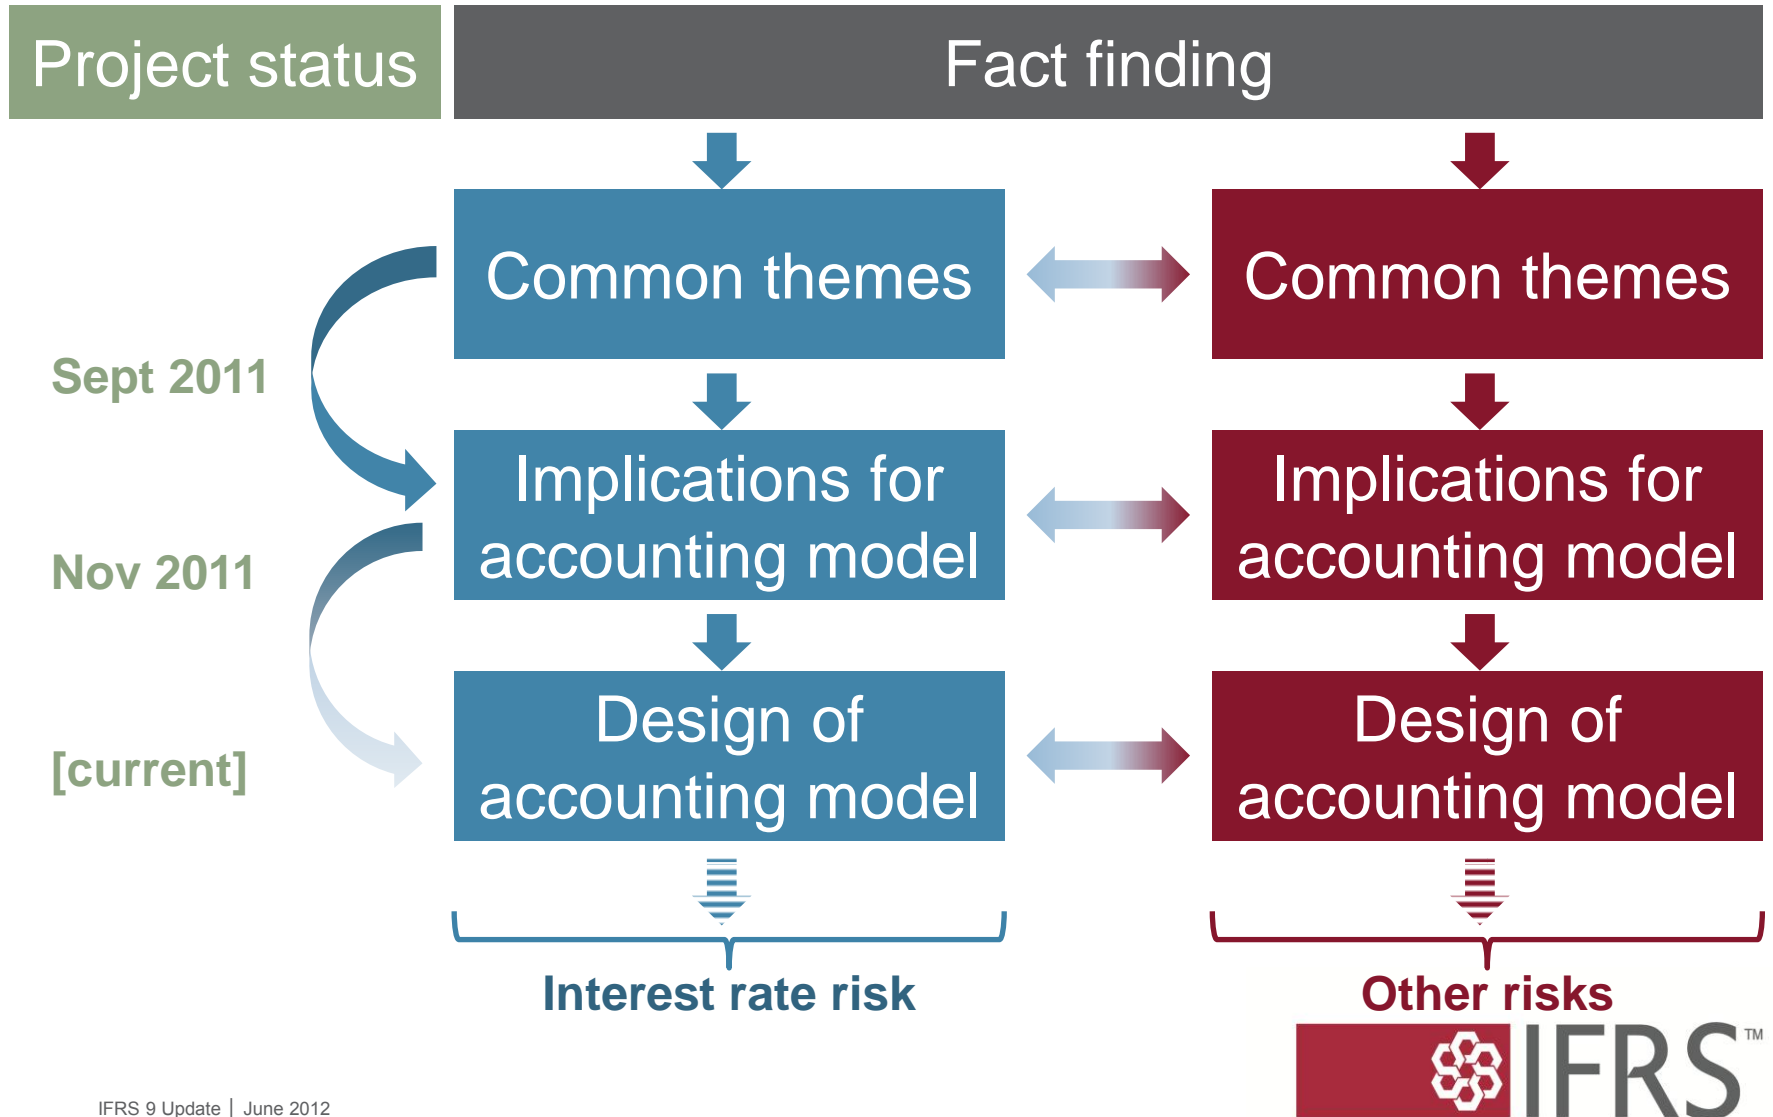 Project status
Fact finding
Common themes
Common themes
Sept 2011
Implications for
accounting model
Implications for
accounting model
Nov 2011
Design of
accounting model
Design of
accounting model
[current]
Interest rate risk
Other risks
IFRS™
IFRS 9 Update | June 2012